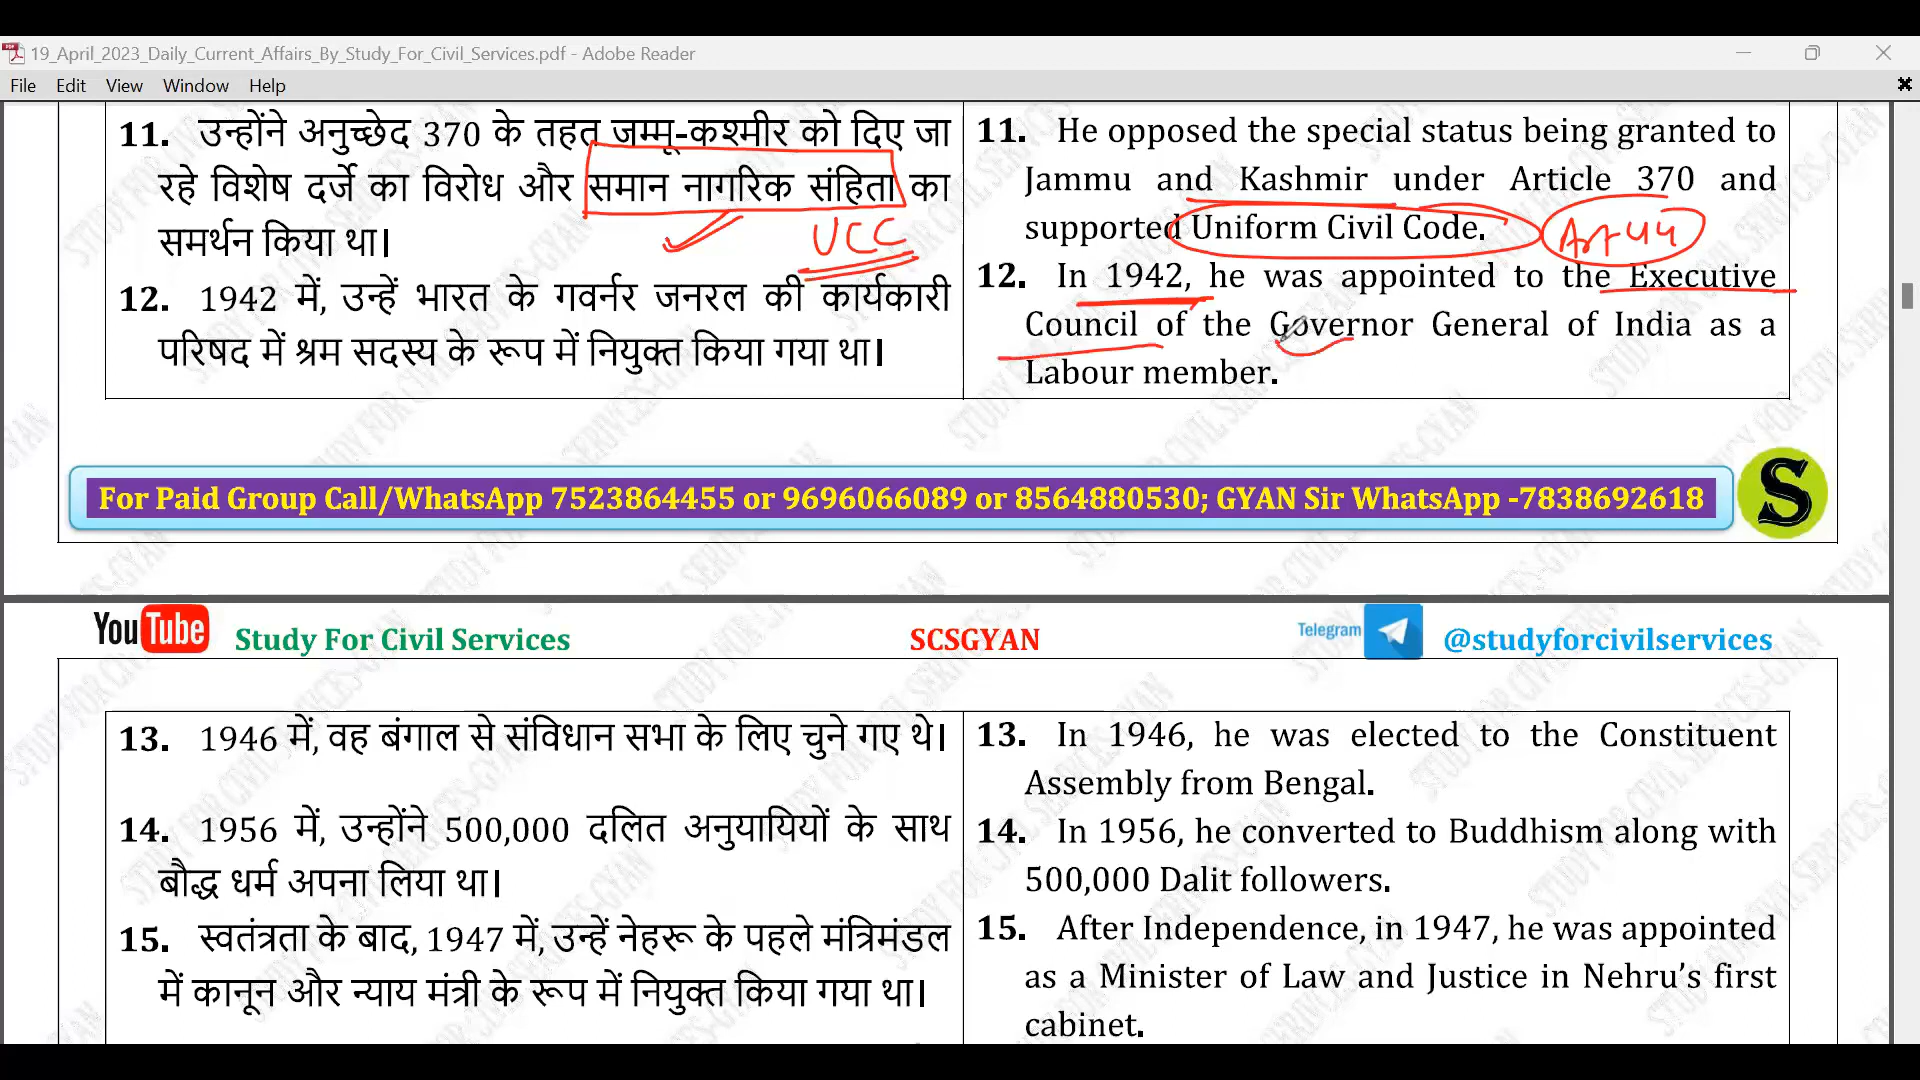 19_April_2023_Daily_Current_Affairs_By_Study_For_Civil_Services.pdf - Adobe Reader
File Edit View Window Help
11. उन्होंने अनुच्छेद 370 के तहत जम्मू-कश्मीर को दिए जा
रहे विशेष दर्जे का विरोध और समान नागरिक संहिता का
समर्थन किया था।
UCC
12. 1942 में, उन्हें भारत के गवर्नर जनरल की कार्यकारी
परिषद में श्रम सदस्य के रूप में नियुक्त किया गया था।
11. He opposed the special status being granted to
Jammu and Kashmir under Article 370 and
supported Uniform Civil Code.
Art 44
12. In 1942, he was appointed to the Executive
Council of the Governor General of India as a
Labour member.
For Paid Group Call/WhatsApp 7523864455 or 9696066089 or 8564880530; GYAN Sir WhatsApp -7838692618
S
YouTube Study For Civil Services SCSGYAN Telegram @studyforcivilservices
13. 1946 में, वह बंगाल से संविधान सभा के लिए चुने गए थे।
14. 1956 में, उन्होंने 500,000 दलित अनुयायियों के साथ
बौद्ध धर्म अपना लिया था।
15. स्वतंत्रता के बाद, 1947 में, उन्हें नेहरू के पहले मंत्रिमंडल
में कानून और न्याय मंत्री के रूप में नियुक्त किया गया था।
13. In 1946, he was elected to the Constituent
Assembly from Bengal.
14. In 1956, he converted to Buddhism along with
500,000 Dalit followers.
15. After Independence, in 1947, he was appointed
as a Minister of Law and Justice in Nehru’s first
cabinet.
STUDY FOR CIVIL SERIVCES-GYAN